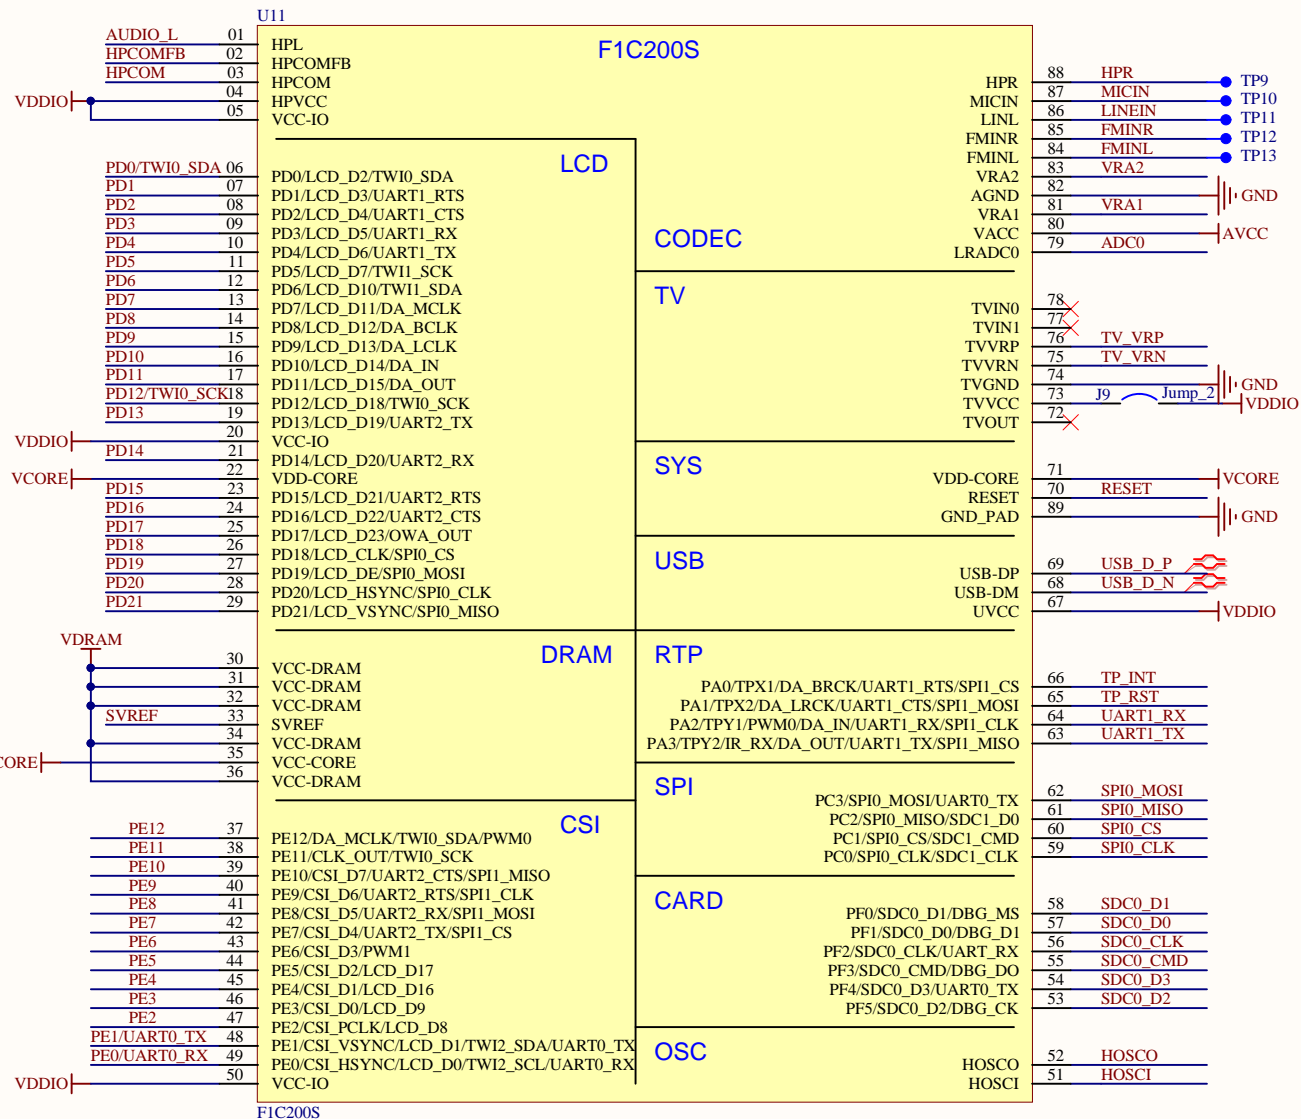 U11
F1C200S
AUDIO_L 01 HPL
HPCOMFB 02 HPCOMFB
HPCOM 03 HPCOM
VDDIO 04 HPVCC
05 VCC-IO
LCD
PD0/TWI0_SDA 06 PD0/LCD_D2/TWI0_SDA
PD1 07 PD1/LCD_D3/UART1_RTS
PD2 08 PD2/LCD_D4/UART1_CTS
PD3 09 PD3/LCD_D5/UART1_RX
PD4 10 PD4/LCD_D6/UART1_TX
PD5 11 PD5/LCD_D7/TWI1_SCK
PD6 12 PD6/LCD_D10/TWI1_SDA
PD7 13 PD7/LCD_D11/DA_MCLK
PD8 14 PD8/LCD_D12/DA_BCLK
PD9 15 PD9/LCD_D13/DA_LCLK
PD10 16 PD10/LCD_D14/DA_IN
PD11 17 PD11/LCD_D15/DA_OUT
PD12/TWI0_SCK 18 PD12/LCD_D18/TWI0_SCK
PD13 19 PD13/LCD_D19/UART2_TX
VDDIO 20 VCC-IO
PD14 21 PD14/LCD_D20/UART2_RX
VCORE 22 VDD-CORE
PD15 23 PD15/LCD_D21/UART2_RTS
PD16 24 PD16/LCD_D22/UART2_CTS
PD17 25 PD17/LCD_D23/OWA_OUT
PD18 26 PD18/LCD_CLK/SPI0_CS
PD19 27 PD19/LCD_DE/SPI0_MOSI
PD20 28 PD20/LCD_HSYNC/SPI0_CLK
PD21 29 PD21/LCD_VSYNC/SPI0_MISO
DRAM
VDRAM
30 VCC-DRAM
31 VCC-DRAM
32 VCC-DRAM
SVREF 33 SVREF
34 VCC-DRAM
CORE 35 VCC-CORE
36 VCC-DRAM
CSI
PE12 37 PE12/DA_MCLK/TWI0_SDA/PWM0
PE11 38 PE11/CLK_OUT/TWI0_SCK
PE10 39 PE10/CSI_D7/UART2_CTS/SPI1_MISO
PE9 40 PE9/CSI_D6/UART2_RTS/SPI1_CLK
PE8 41 PE8/CSI_D5/UART2_RX/SPI1_MOSI
PE7 42 PE7/CSI_D4/UART2_TX/SPI1_CS
PE6 43 PE6/CSI_D3/PWM1
PE5 44 PE5/CSI_D2/LCD_D17
PE4 45 PE4/CSI_D1/LCD_D16
PE3 46 PE3/CSI_D0/LCD_D9
PE2 47 PE2/CSI_PCLK/LCD_D8
PE1/UART0_TX 48 PE1/CSI_VSYNC/LCD_D1/TWI2_SDA/UART0_TX
PE0/UART0_RX 49 PE0/CSI_HSYNC/LCD_D0/TWI2_SCL/UART0_RX
VDDIO 50 VCC-IO
HPR 88 HPR TP9
MICIN 87 MICIN TP10
LINL 86 LINEIN TP11
FMINR 85 FMINR TP12
FMINL 84 FMINL TP13
VRA2 83 VRA2
AGND 82 GND
VRA1 81 VRA1
CODEC
VACC 80 AVCC
LRADC0 79 ADC0
TV
TVIN0 78
TVIN1 77
TVVRP 76 TV_VRP
TVVRN 75 TV_VRN
TVGND 74 GND
TVVCC 73 J9 Jump_2 VDDIO
TVOUT 72
SYS
VDD-CORE 71 VCORE
RESET 70 RESET
GND_PAD 89 GND
USB
USB-DP 69 USB_D_P
USB-DM 68 USB_D_N
UVCC 67 VDDIO
RTP
PA0/TPX1/DA_BRCK/UART1_RTS/SPI1_CS 66 TP_INT
PA1/TPX2/DA_LRCK/UART1_CTS/SPI1_MOSI 65 TP_RST
PA2/TPY1/PWM0/DA_IN/UART1_RX/SPI1_CLK 64 UART1_RX
PA3/TPY2/IR_RX/DA_OUT/UART1_TX/SPI1_MISO 63 UART1_TX
SPI
PC3/SPI0_MOSI/UART0_TX 62 SPI0_MOSI
PC2/SPI0_MISO/SDC1_D0 61 SPI0_MISO
PC1/SPI0_CS/SDC1_CMD 60 SPI0_CS
PC0/SPI0_CLK/SDC1_CLK 59 SPI0_CLK
CARD
PF0/SDC0_D1/DBG_MS 58 SDC0_D1
PF1/SDC0_D0/DBG_D1 57 SDC0_D0
PF2/SDC0_CLK/UART_RX 56 SDC0_CLK
PF3/SDC0_CMD/DBG_DO 55 SDC0_CMD
PF4/SDC0_D3/UART0_TX 54 SDC0_D3
PF5/SDC0_D2/DBG_CK 53 SDC0_D2
OSC
HOSCO 52 HOSCO
HOSCI 51 HOSCI
F1C200S